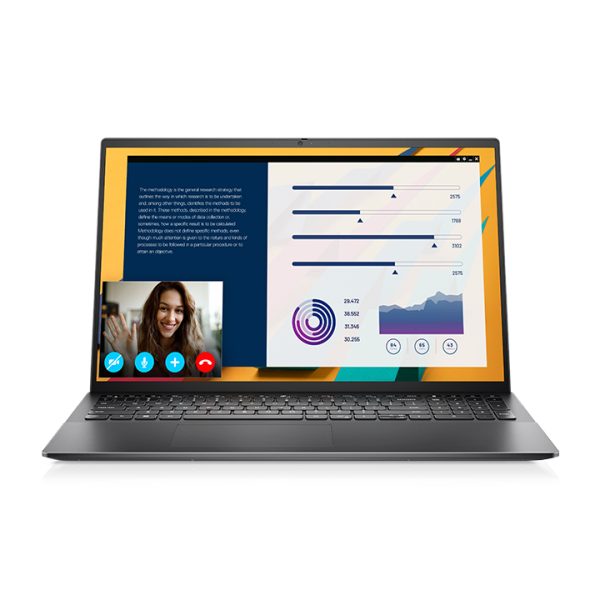 The methodology is the general research strategy that
outlines the way in which research is to be undertaken
and, among other things, identifies the methods to be
used in it. These methods, described in the methodology,
define the means or modes of data collection or,
sometimes, how a specific result is to be calculated.
Methodology does not define specific methods, even
though much attention is given to the nature and kinds of
processes to be followed in a particular procedure or to
attain an objective.
2575
1788
3102
2575
29.472
38.552
31.346
30.255
84
65
43